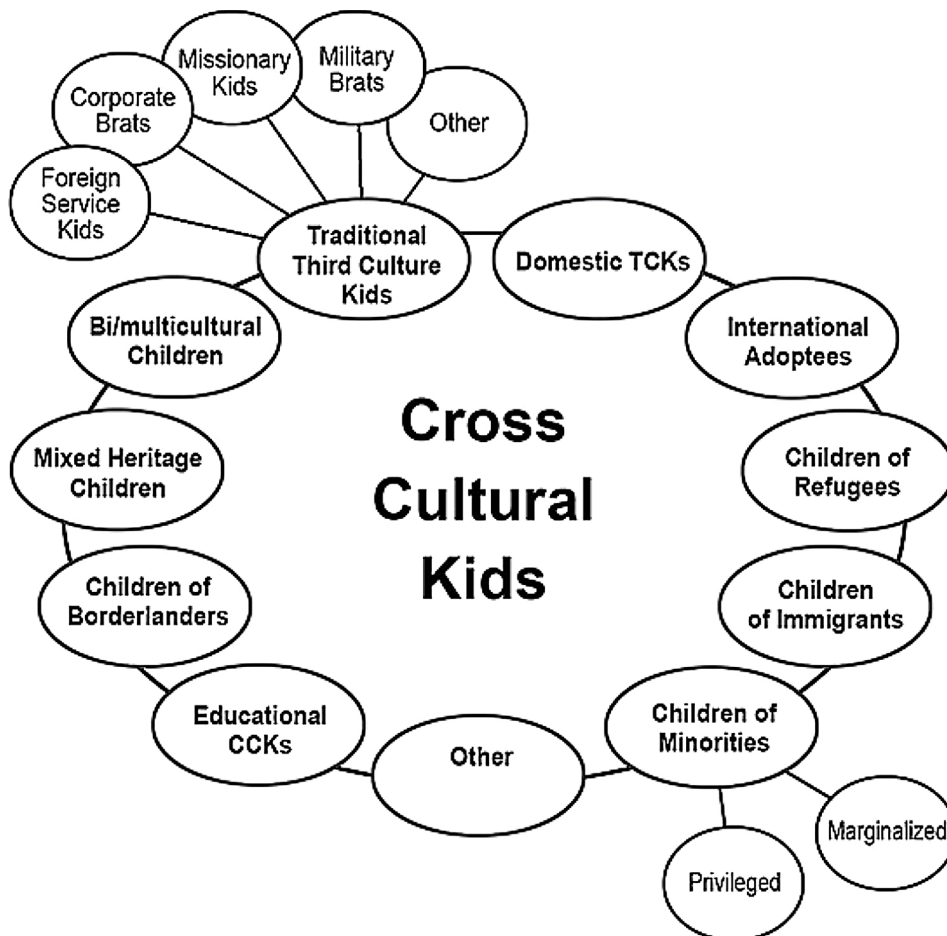 Missionary
Kids
Military
Brats
Corporate
Brats
Other
Foreign
Service
Kids
Traditional
Third Culture
Kids
Domestic TCKs
Bi/multicultural
Children
International
Adoptees
Cross
Cultural
Kids
Mixed Heritage
Children
Children of
Refugees
Children of
Borderlanders
Children
of Immigrants
Educational
CCKs
Other
Children of
Minorities
Marginalized
Privileged